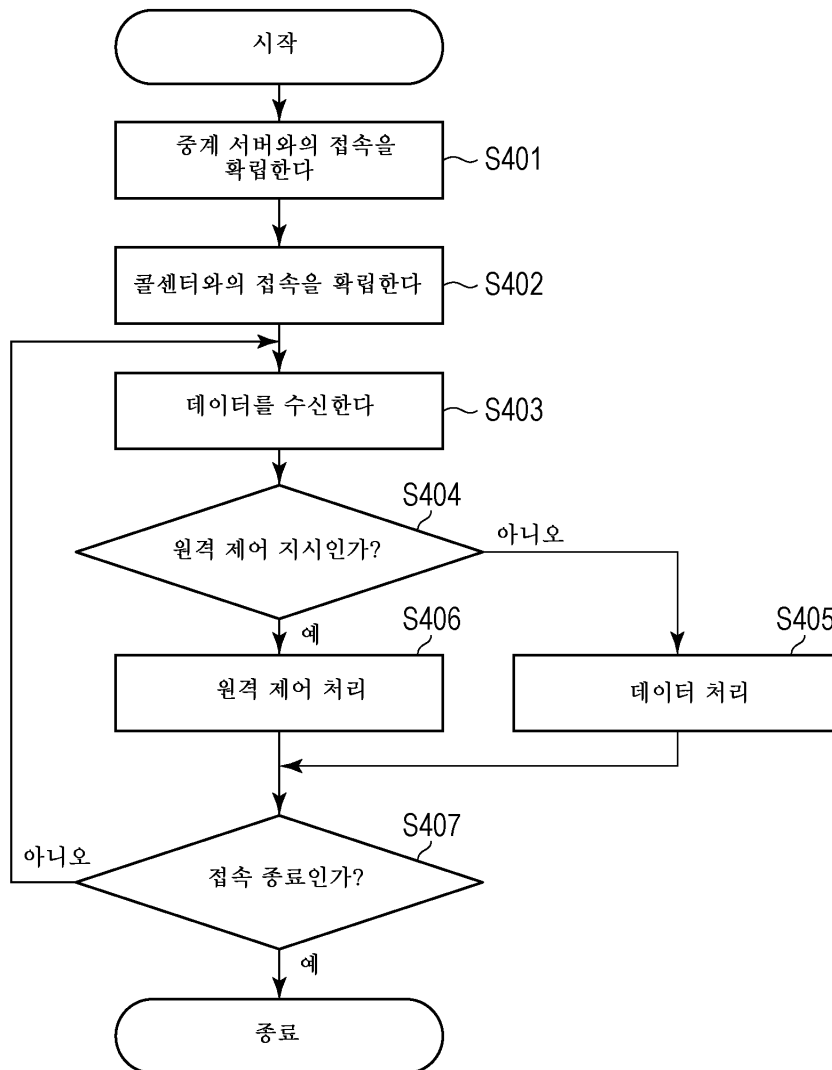 시작
중계 서버와의 접속을
확립한다
S401
콜센터와의 접속을 확립한다
S402
데이터를 수신한다
S403
S404
원격 제어 지시인가?
아니오
예
S406
원격 제어 처리
S405
데이터 처리
S407
접속 종료인가?
아니오
예
종료